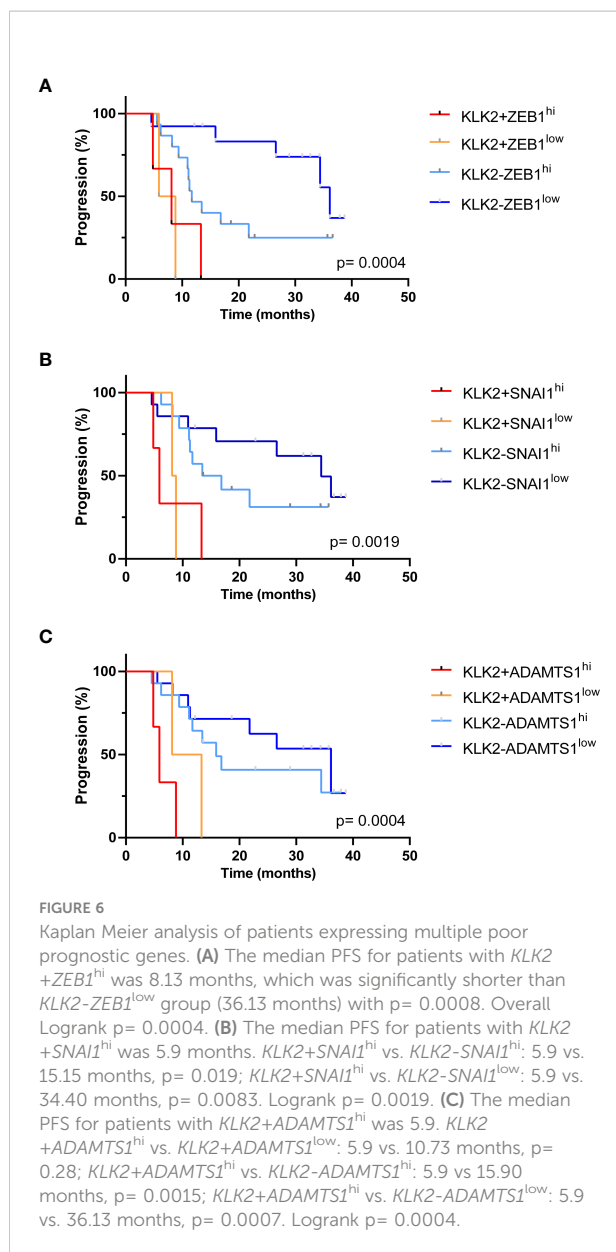 A
Progression (%)
100
50
0
0 10 20 30 40 50
Time (months)
p= 0.0004
KLK2+ZEB1hi
KLK2+ZEB1low
KLK2-ZEB1hi
KLK2-ZEB1low
B
Progression (%)
100
50
0
0 10 20 30 40 50
Time (months)
p= 0.0019
KLK2+SNAI1hi
KLK2+SNAI1low
KLK2-SNAI1hi
KLK2-SNAI1low
C
Progression (%)
100
50
0
0 10 20 30 40 50
Time (months)
p= 0.0004
KLK2+ADAMTS1hi
KLK2+ADAMTS1low
KLK2-ADAMTS1hi
KLK2-ADAMTS1low
FIGURE 6
Kaplan Meier analysis of patients expressing multiple poor
prognostic genes. (A) The median PFS for patients with KLK2
+ZEB1hi was 8.13 months, which was significantly shorter than
KLK2-ZEB1low group (36.13 months) with p= 0.0008. Overall
Logrank p= 0.0004. (B) The median PFS for patients with KLK2
+SNAI1hi was 5.9 months. KLK2+SNAI1hi vs. KLK2-SNAI1hi: 5.9 vs.
15.15 months, p= 0.019; KLK2+SNAI1hi vs. KLK2-SNAI1low: 5.9 vs.
34.40 months, p= 0.0083. Logrank p= 0.0019. (C) The median
PFS for patients with KLK2+ADAMTS1hi was 5.9. KLK2
+ADAMTS1hi vs. KLK2+ADAMTS1low: 5.9 vs. 10.73 months, p=
0.28; KLK2+ADAMTS1hi vs. KLK2-ADAMTS1hi: 5.9 vs 15.90
months, p= 0.0015; KLK2+ADAMTS1hi vs. KLK2-ADAMTS1low: 5.9
vs. 36.13 months, p= 0.0007. Logrank p= 0.0004.